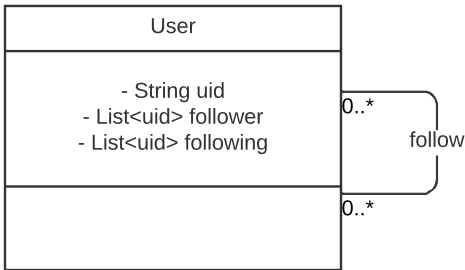 User
- String uid
- List<uid> follower
- List<uid> following
0..*
follow
0..*